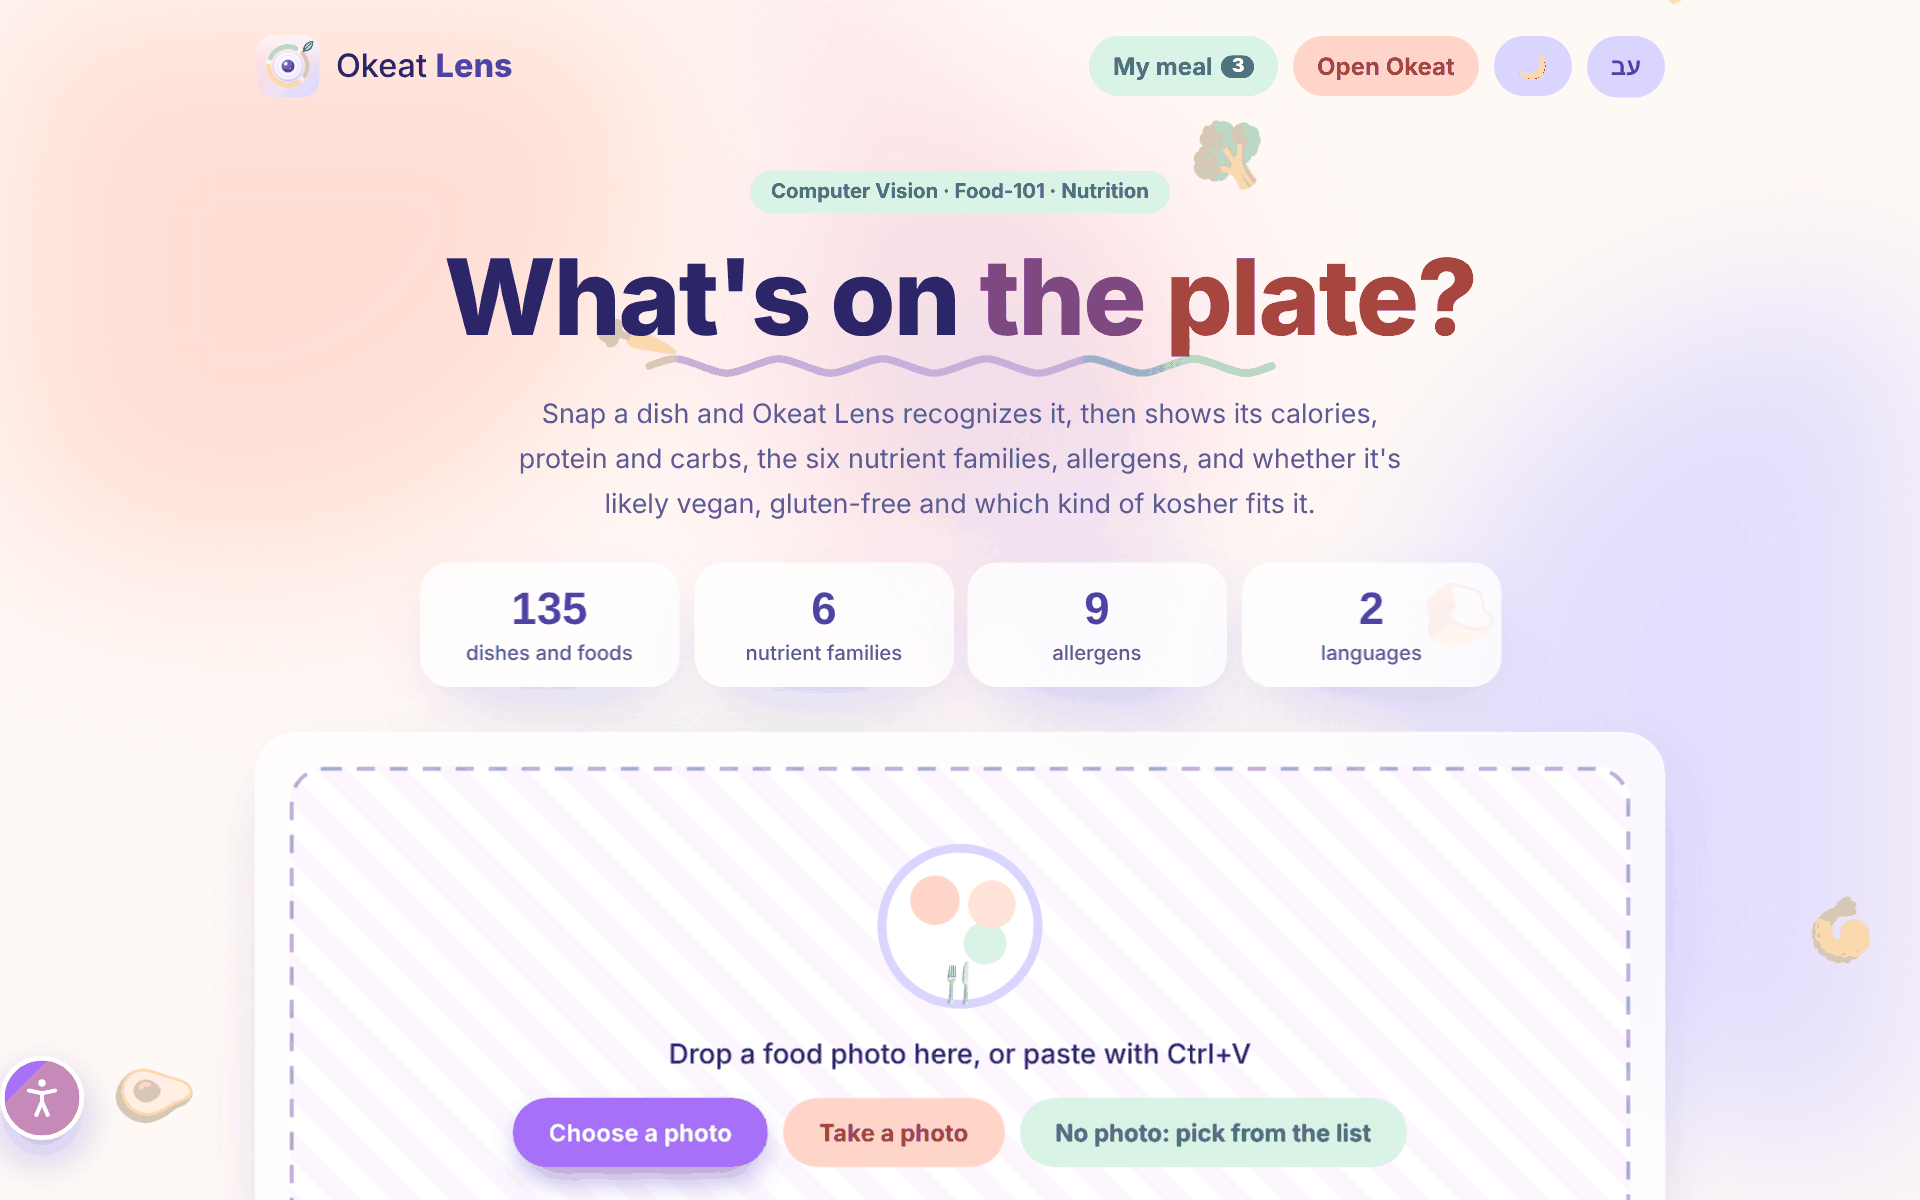 Okeat Lens
My meal 3
Open Okeat
עב
Computer Vision · Food-101 · Nutrition
What's on the plate?
Snap a dish and Okeat Lens recognizes it, then shows its calories,
protein and carbs, the six nutrient families, allergens, and whether it's
likely vegan, gluten-free and which kind of kosher fits it.
135
dishes and foods
6
nutrient families
9
allergens
2
languages
Drop a food photo here, or paste with Ctrl+V
Choose a photo
Take a photo
No photo: pick from the list